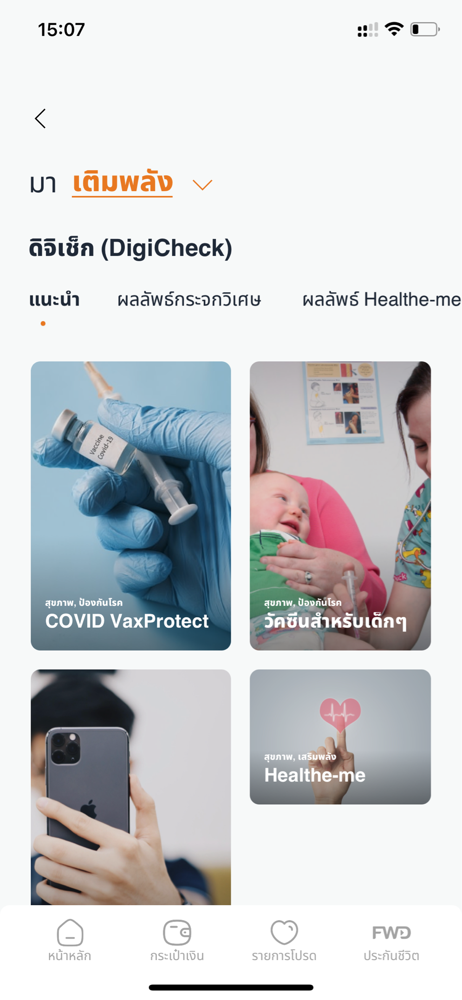 15:07
มา เติมพลัง
ดิจิเช็ก (DigiCheck)
แนะนำ ผลลัพธ์กระจกวิเศษ ผลลัพธ์ Healthe-me
Vaccine
Covid-19
สุขภาพ, ป้องกันโรค
COVID VaxProtect
สุขภาพ, ป้องกันโรค
วัคซีนสำหรับเด็กๆ
สุขภาพ, เสริมพลัง
Healthe-me
หน้าหลัก กระเป๋าเงิน รายการโปรด FWD ประกันชีวิต